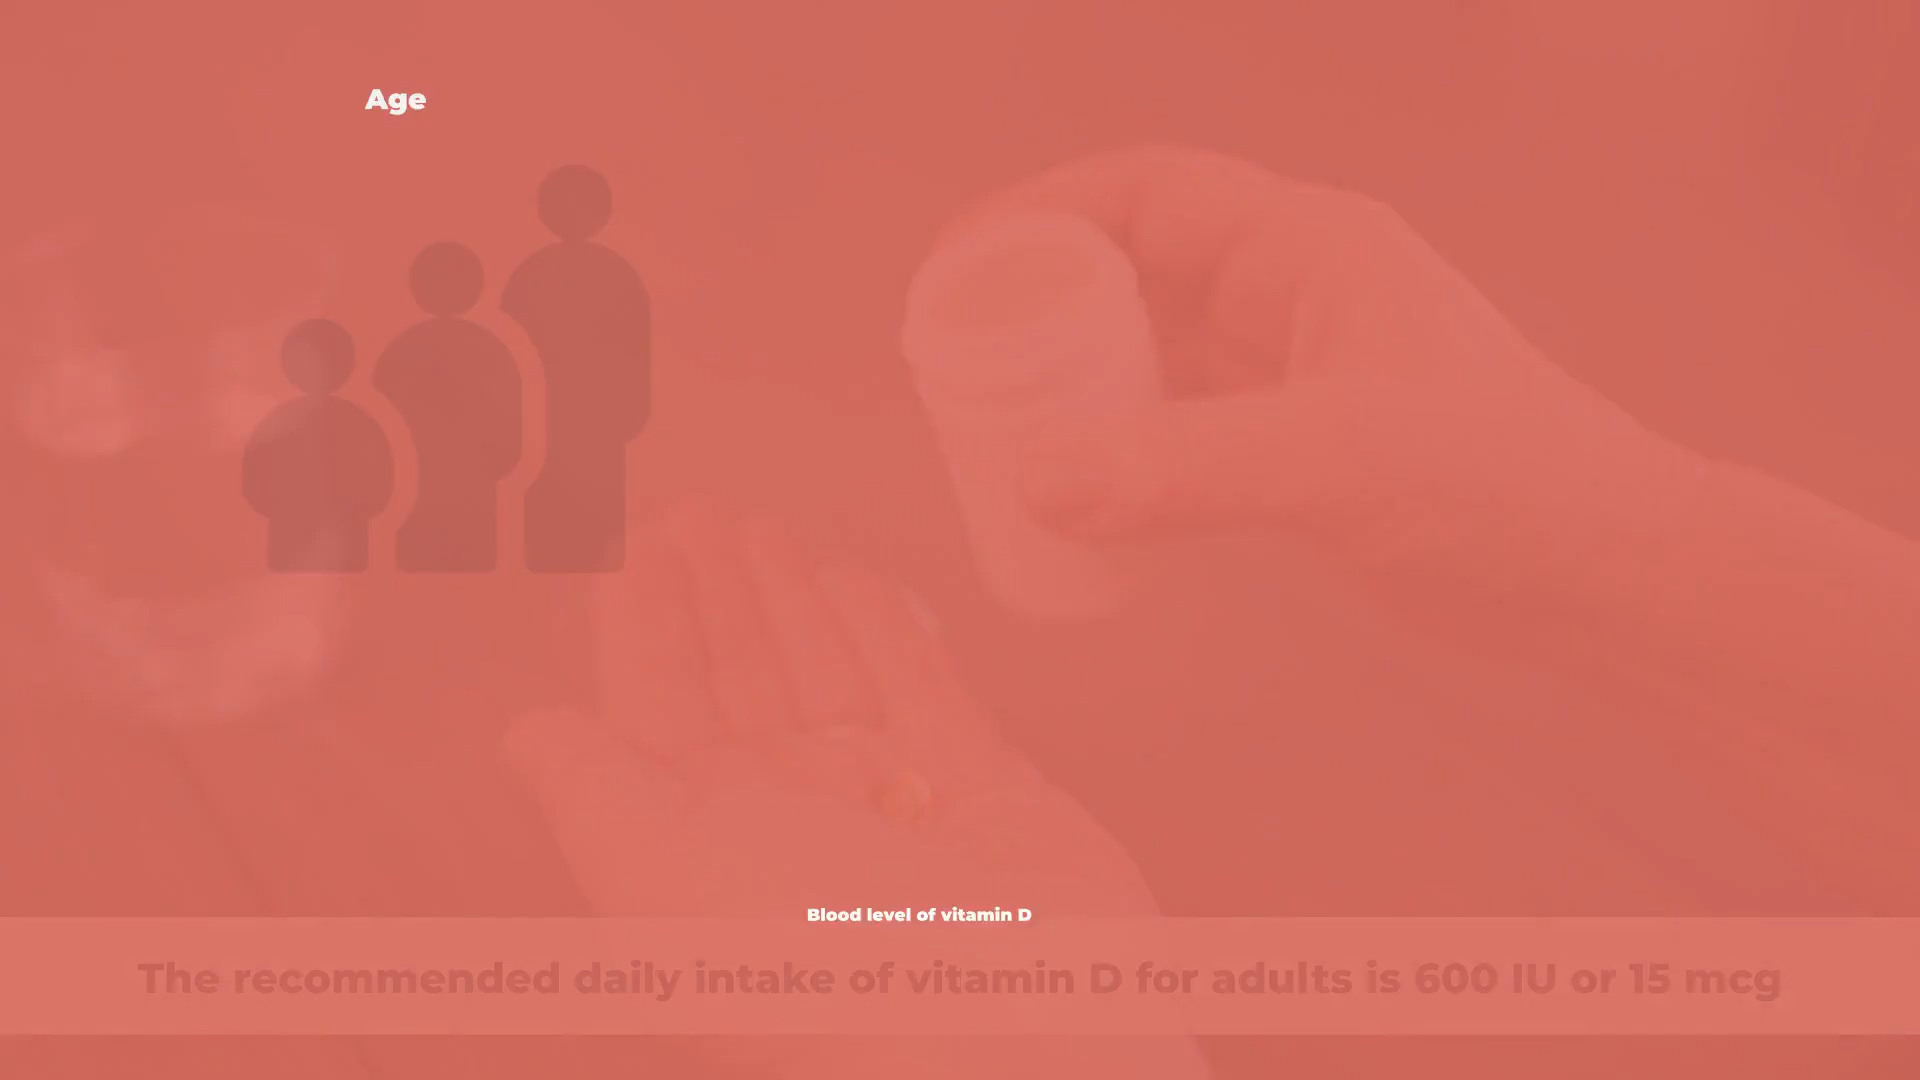 Age
Blood level of vitamin D
The recommended daily intake of vitamin D for adults is 600 IU or 15 mcg